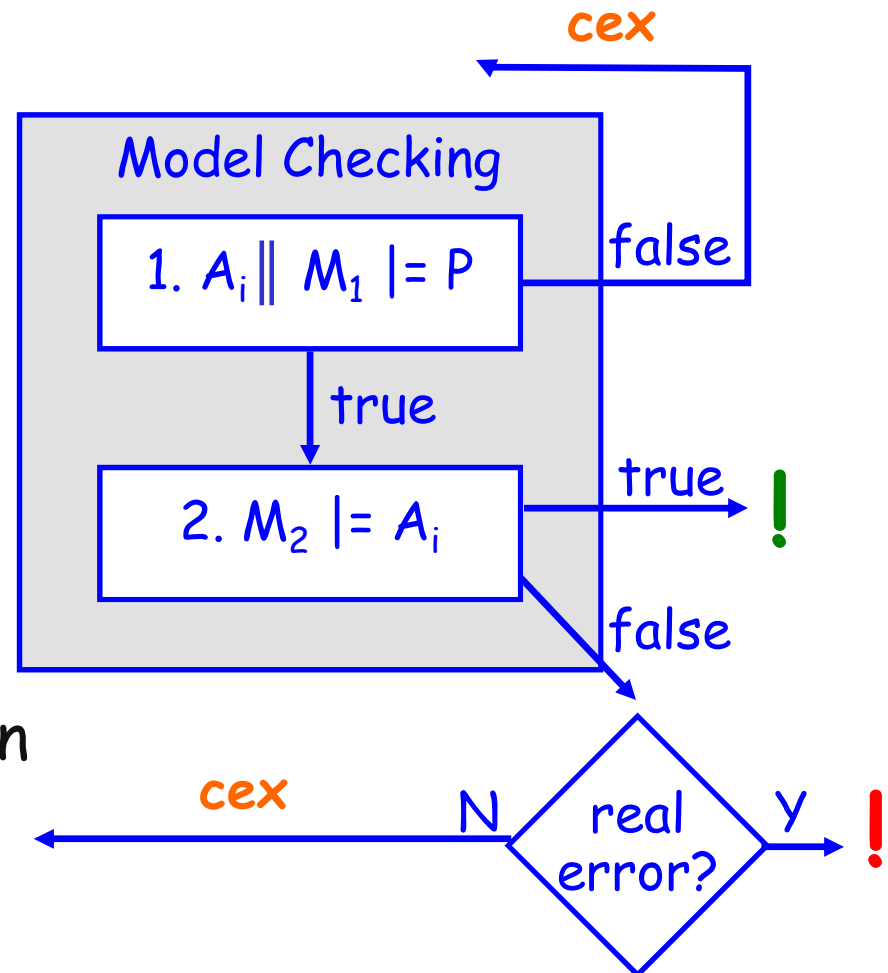 cex
Model Checking
1. Ai || M1 |= P
false
true
2. M2 |= Ai
true
!
false
n
cex
N
real
error?
Y
!